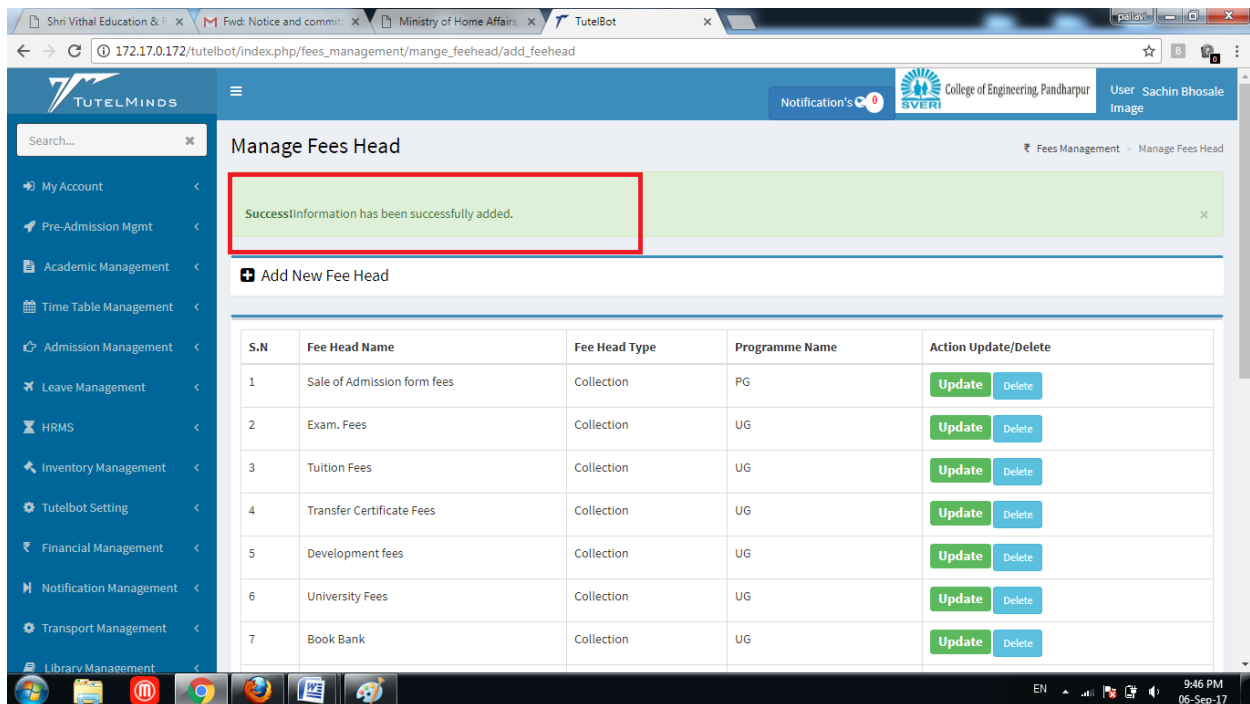 Shri Vithal Education & R
Fwd: Notice and commit
Ministry of Home Affairs
TutelBot
pallavi
172.17.0.172/tutelbot/index.php/fees_management/mange_feehead/add_feehead
TUTELMINDS
Notification's 0
SVERI
College of Engineering, Pandharpur
User Image
Sachin Bhosale
Search...
Manage Fees Head
₹ Fees Management > Manage Fees Head
My Account
Pre-Admission Mgmt
Academic Management
Time Table Management
Admission Management
Leave Management
HRMS
Inventory Management
Tutelbot Setting
₹ Financial Management
Notification Management
Transport Management
Library Management
Success!Information has been successfully added.
Add New Fee Head
S.N Fee Head Name Fee Head Type Programme Name Action Update/Delete
1 Sale of Admission form fees Collection PG Update Delete
2 Exam. Fees Collection UG Update Delete
3 Tuition Fees Collection UG Update Delete
4 Transfer Certificate Fees Collection UG Update Delete
5 Development fees Collection UG Update Delete
6 University Fees Collection UG Update Delete
7 Book Bank Collection UG Update Delete
EN
9:46 PM
06-Sep-17